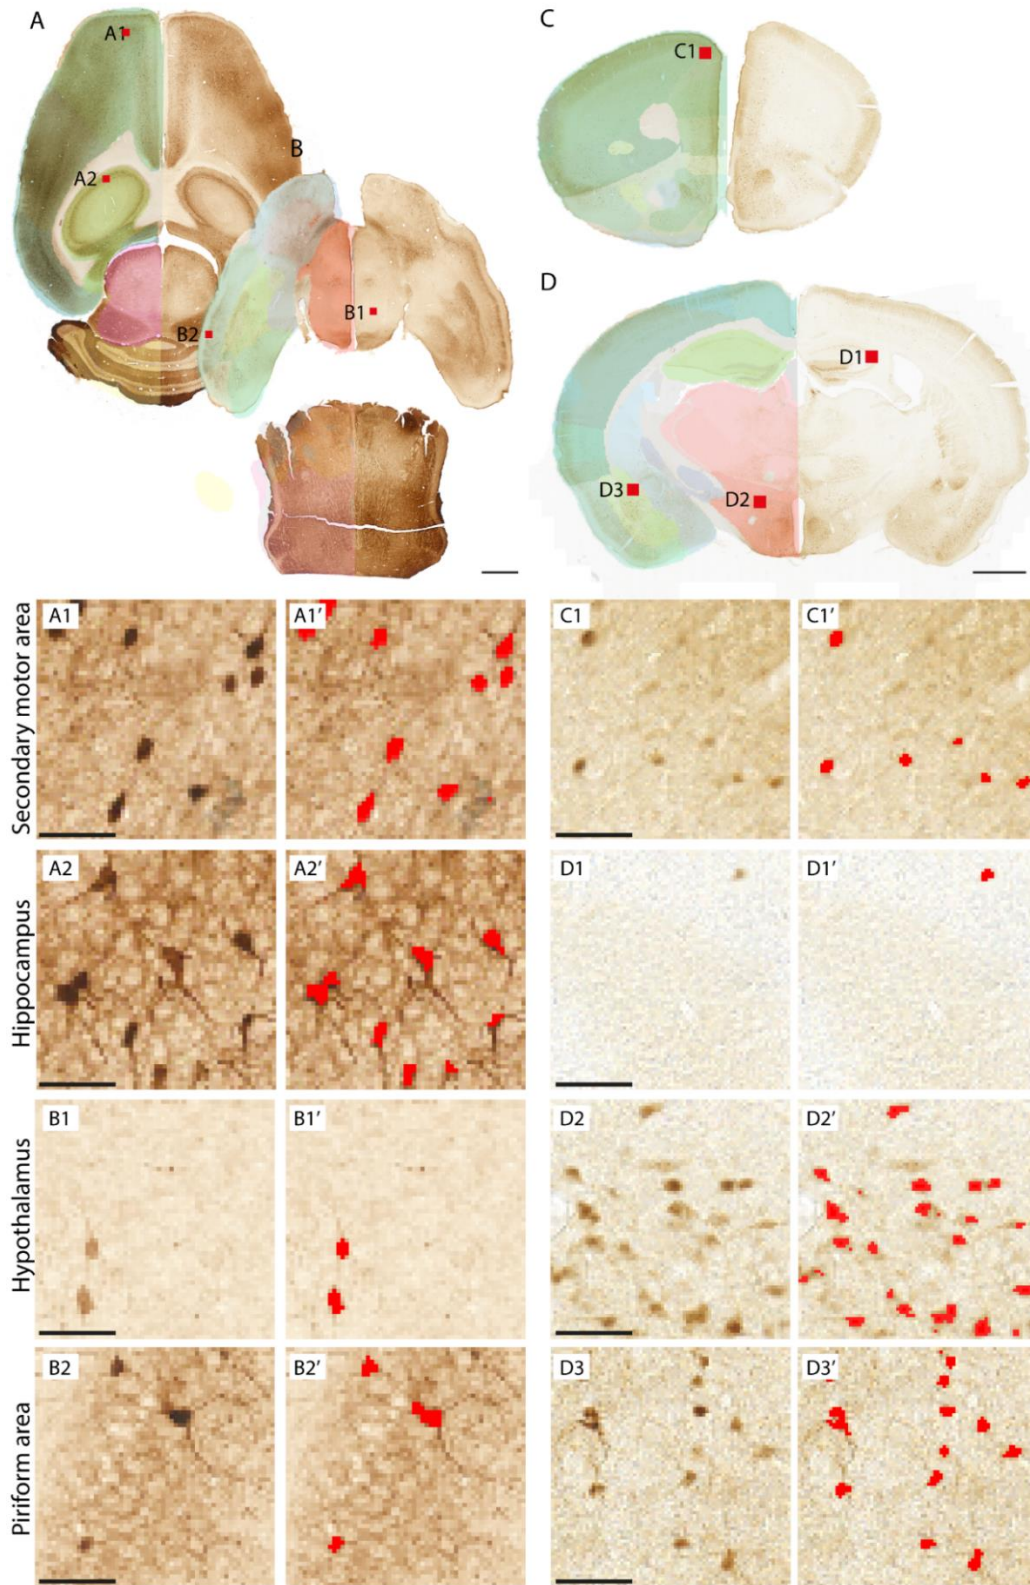 A
A1
A2
B
B1
B2
C
C1
D
D1
D2
D3
Secondary motor area
A1
A1’
C1
C1’
Hippocampus
A2
A2’
D1
D1’
Hypothalamus
B1
B1’
D2
D2’
Piriform area
B2
B2’
D3
D3’